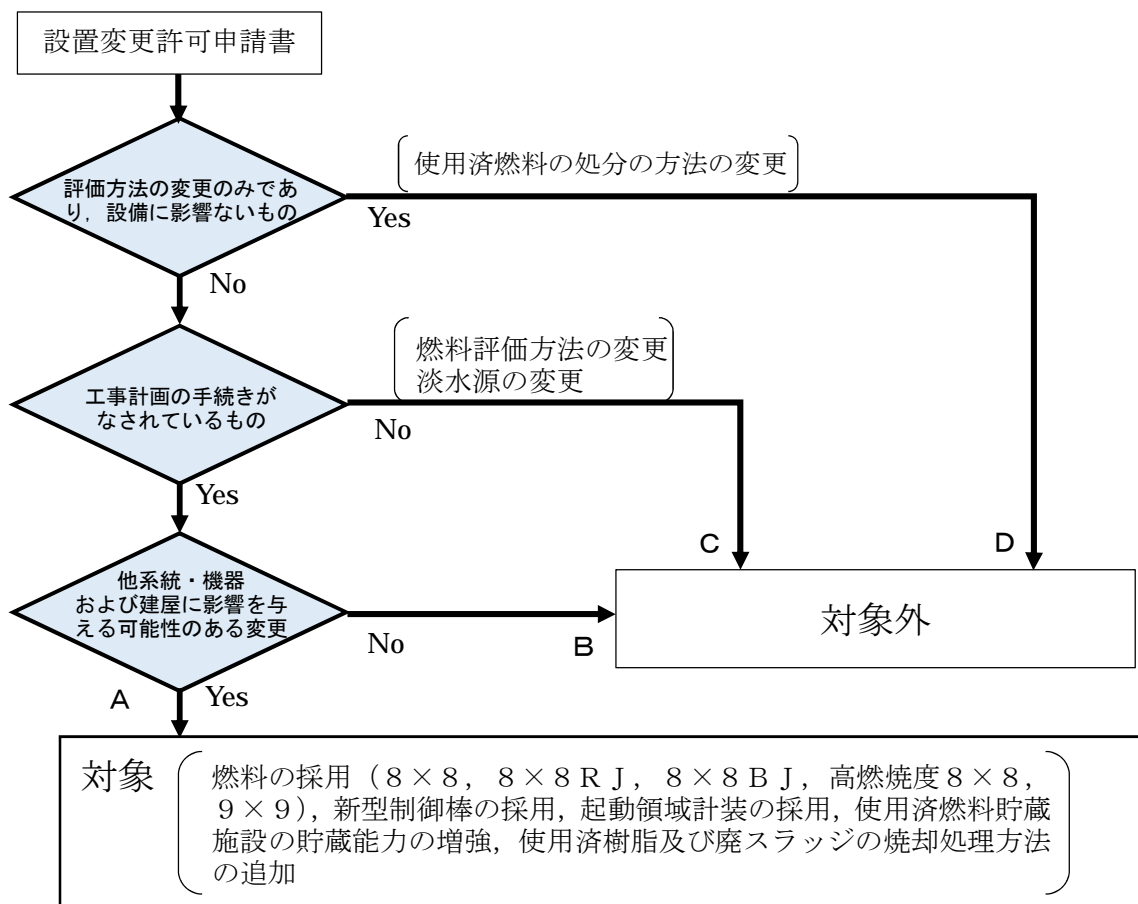 設置変更許可申請書
評価方法の変更のみであ
り，設備に影響ないもの
使用済燃料の処分の方法の変更
Yes
No
工事計画の手続きが
なされているもの
燃料評価方法の変更
淡水源の変更
No
Yes
C
D
他系統・機器
および建屋に影響を与
える可能性のある変更
No
B
対象外
A
Yes
対象
燃料の採用（８×８，８×８ＲＪ，８×８ＢＪ，高燃焼度８×８，
９×９），新型制御棒の採用，起動領域計装の採用，使用済燃料貯蔵
施設の貯蔵能力の増強，使用済樹脂及び廃スラッジの焼却処理方法
の追加